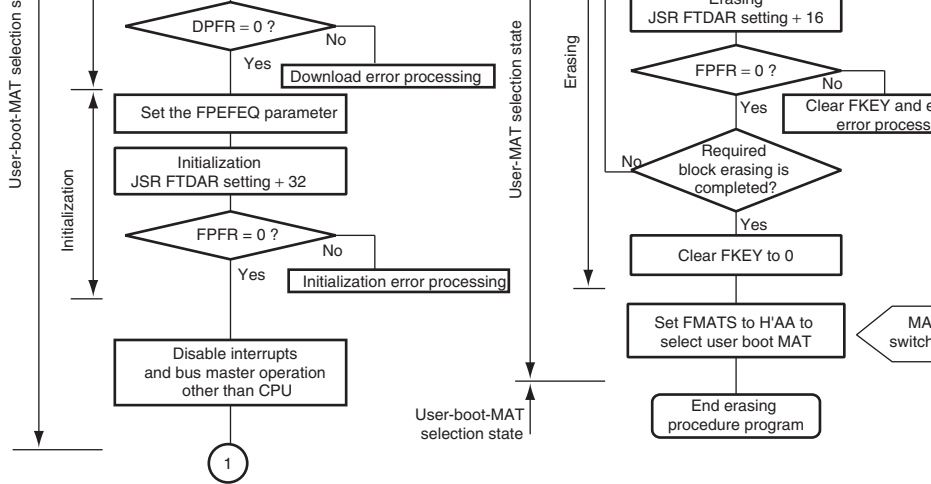 User-boot-MAT selection s
DPFR = 0 ?
No
Yes
Download error processing
Set the FPEFEQ parameter
Initialization
JSR FTDAR setting + 32
Initialization
FPFR = 0 ?
No
Yes
Initialization error processing
Disable interrupts
and bus master operation
other than CPU
1
User-MAT selection state
User-boot-MAT
selection state
Erasing
Erasing
JSR FTDAR setting + 16
FPFR = 0 ?
No
Yes
Clear FKEY and e
error process
Required
block erasing is
completed?
No
Yes
Clear FKEY to 0
Set FMATS to H'AA to
select user boot MAT
MA
switch
End erasing
procedure program